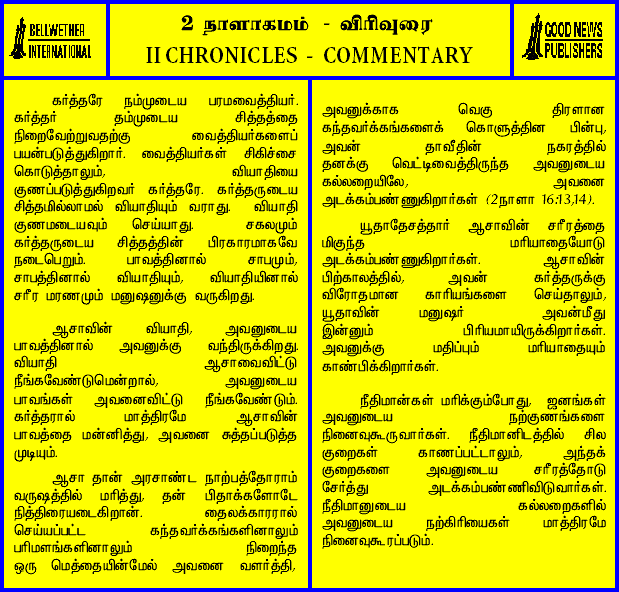 BELLWETHER
INTERNATIONAL
2 நாளாகமம் - விரிவுரை
II CHRONICLES - COMMENTARY
GOOD NEWS
PUBLISHERS
கர்த்தரே நம்முடைய பரமவைத்தியர்.
கர்த்தர் தம்முடைய சித்தத்தை
நிறைவேற்றுவதற்கு வைத்தியர்களைப்
பயன்படுத்துகிறார். வைத்தியர்கள் சிகிச்சை
கொடுத்தாலும், வியாதியை
குணப்படுத்துகிறவர் கர்த்தரே. கர்த்தருடைய
சித்தமில்லாமல் வியாதியும் வராது. வியாதி
குணமடையவும் செய்யாது. சகலமும்
கர்த்தருடைய சித்தத்தின் பிரகாரமாகவே
நடைபெறும். பாவத்தினால் சாபமும்,
சாபத்தினால் வியாதியும், வியாதியினால்
சரீர மரணமும் மனுஷனுக்கு வருகிறது.
ஆசாவின் வியாதி, அவனுடைய
பாவத்தினால் அவனுக்கு வந்திருக்கிறது.
வியாதி ஆசாவைவிட்டு
நீங்கவேண்டுமென்றால், அவனுடைய
பாவங்கள் அவனைவிட்டு நீங்கவேண்டும்.
கர்த்தரால் மாத்திரமே ஆசாவின்
பாவத்தை மன்னித்து, அவனை சுத்தப்படுத்த
முடியும்.
ஆசா தான் அரசாண்ட நாற்பத்தோராம்
வருஷத்தில் மரித்து, தன் பிதாக்களோடே
நித்திரையடைகிறான். தைலக்காரரால்
செய்யப்பட்ட கந்தவர்க்கங்களினாலும்
பரிமளங்களினாலும் நிறைந்த
ஒரு மெத்தையின்மேல் அவனை வளர்த்தி,
அவனுக்காக வெகு திரளான
கந்தவர்க்கங்களைக் கொளுத்தின பின்பு,
அவன் தாவீதின் நகரத்தில்
தனக்கு வெட்டிவைத்திருந்த அவனுடைய
கல்லறையிலே, அவனை
அடக்கம்பண்ணுகிறார்கள் (2நாளா 16:13,14).
யூதாதேசத்தார் ஆசாவின் சரீரத்தை
மிகுந்த மரியாதையோடு
அடக்கம்பண்ணுகிறார்கள். ஆசாவின்
பிற்காலத்தில், அவன் கர்த்தருக்கு
விரோதமான காரியங்களை செய்தாலும்,
யூதாவின் மனுஷர் அவன்மீது
இன்னும் பிரியமாயிருக்கிறார்கள்.
அவனுக்கு மதிப்பும் மரியாதையும்
காண்பிக்கிறார்கள்.
நீதிமான்கள் மரிக்கும்போது, ஜனங்கள்
அவனுடைய நற்குணங்களை
நினைவுகூருவார்கள். நீதிமானிடத்தில் சில
குறைகள் காணப்பட்டாலும், அந்தக்
குறைகளை அவனுடைய சரீரத்தோடு
சேர்த்து அடக்கம்பண்ணிவிடுவார்கள்.
நீதிமானுடைய கல்லறைகளில்
அவனுடைய நற்கிரியைகள் மாத்திரமே
நினைவுகூரப்படும்.